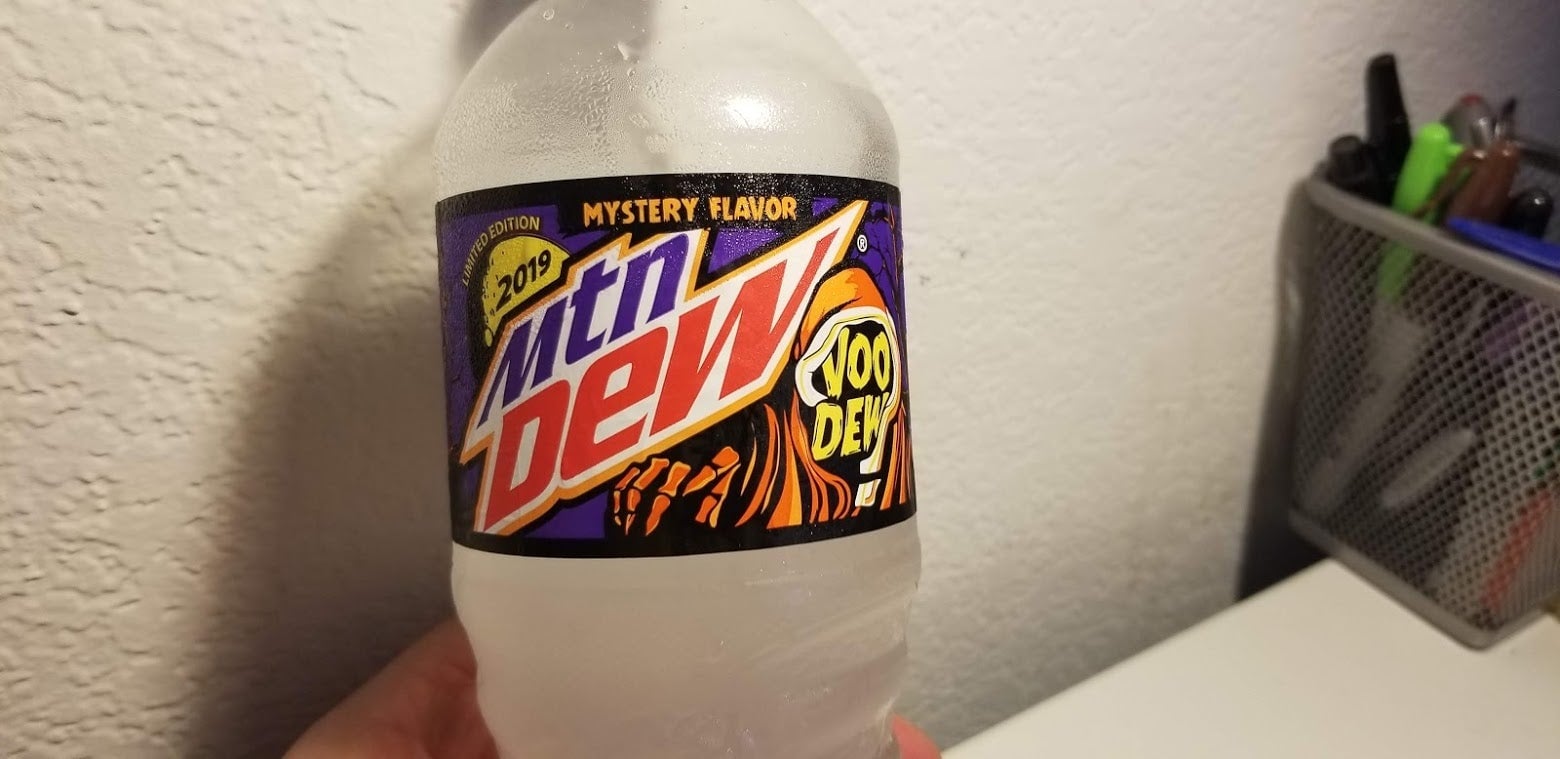 MYSTERY FLAVOR
LIMITED EDITION
2019
Mtn
DEW
®
VOO
DEW